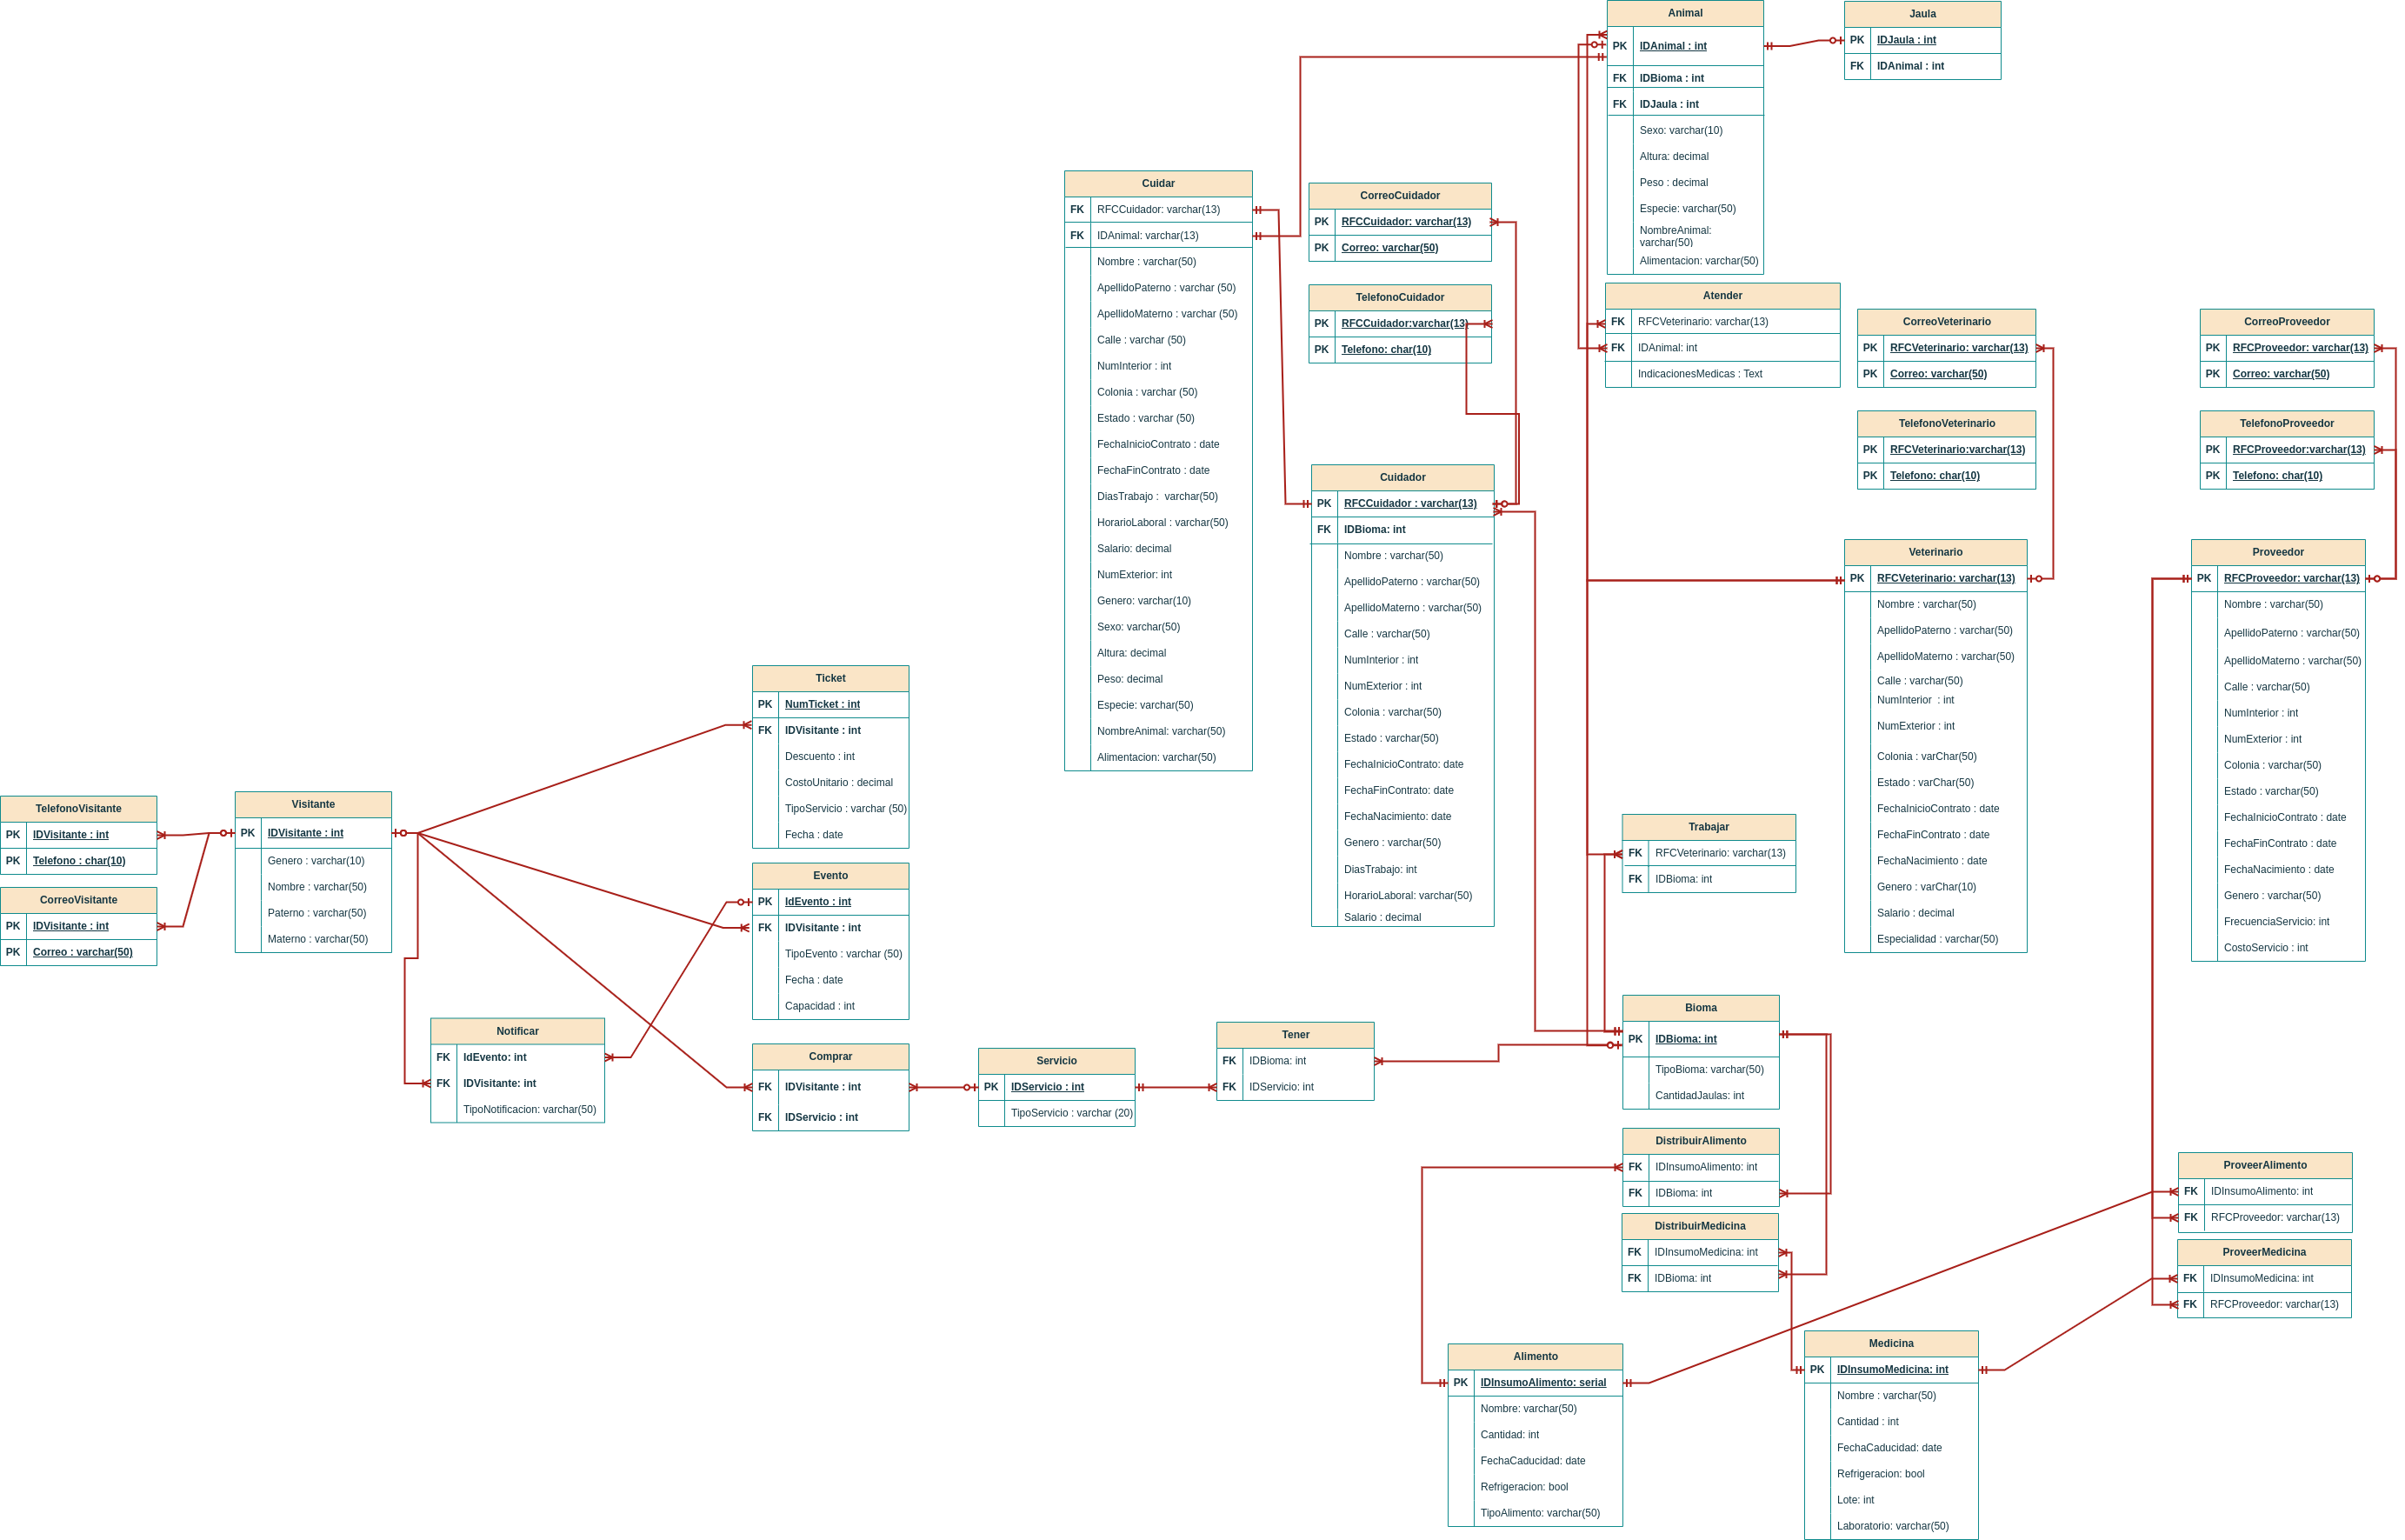 Animal
PK IDAnimal : int
FK IDBioma : int
FK IDJaula : int
Sexo: varchar(10)
Altura: decimal
Peso : decimal
Especie: varchar(50)
NombreAnimal:
varchar(50)
Alimentacion: varchar(50)
Jaula
PK IDJaula : int
FK IDAnimal : int
Cuidar
FK RFCCuidador: varchar(13)
FK IDAnimal: varchar(13)
Nombre : varchar(50)
ApellidoPaterno : varchar (50)
ApellidoMaterno : varchar (50)
Calle : varchar (50)
NumInterior : int
Colonia : varchar (50)
Estado : varchar (50)
FechaInicioContrato : date
FechaFinContrato : date
DiasTrabajo :  varchar(50)
HorarioLaboral : varchar(50)
Salario: decimal
NumExterior: int
Genero: varchar(10)
Sexo: varchar(50)
Altura: decimal
Peso: decimal
Especie: varchar(50)
NombreAnimal: varchar(50)
Alimentacion: varchar(50)
CorreoCuidador
PK RFCCuidador: varchar(13)
PK Correo: varchar(50)
TelefonoCuidador
PK RFCCuidador:varchar(13)
PK Telefono: char(10)
Atender
FK RFCVeterinario: varchar(13)
FK IDAnimal: int
IndicacionesMedicas : Text
CorreoVeterinario
PK RFCVeterinario: varchar(13)
PK Correo: varchar(50)
TelefonoVeterinario
PK RFCVeterinario:varchar(13)
PK Telefono: char(10)
CorreoProveedor
PK RFCProveedor: varchar(13)
PK Correo: varchar(50)
TelefonoProveedor
PK RFCProveedor:varchar(13)
PK Telefono: char(10)
Cuidador
PK RFCCuidador : varchar(13)
FK IDBioma: int
Nombre : varchar(50)
ApellidoPaterno : varchar(50)
ApellidoMaterno : varchar(50)
Calle : varchar(50)
NumInterior : int
NumExterior : int
Colonia : varchar(50)
Estado : varchar(50)
FechaInicioContrato: date
FechaFinContrato: date
FechaNacimiento: date
Genero : varchar(50)
DiasTrabajo: int
HorarioLaboral: varchar(50)
Salario : decimal
Veterinario
PK RFCVeterinario: varchar(13)
Nombre : varchar(50)
ApellidoPaterno : varchar(50)
ApellidoMaterno : varchar(50)
Calle : varchar(50)
NumInterior  : int
NumExterior : int
Colonia : varChar(50)
Estado : varChar(50)
FechaInicioContrato : date
FechaFinContrato : date
FechaNacimiento : date
Genero : varChar(10)
Salario : decimal
Especialidad : varchar(50)
Proveedor
PK RFCProveedor: varchar(13)
Nombre : varchar(50)
ApellidoPaterno : varchar(50)
ApellidoMaterno : varchar(50)
Calle : varchar(50)
NumInterior : int
NumExterior : int
Colonia : varchar(50)
Estado : varchar(50)
FechaInicioContrato : date
FechaFinContrato : date
FechaNacimiento : date
Genero : varchar(50)
FrecuenciaServicio: int
CostoServicio : int
Ticket
PK NumTicket : int
FK IDVisitante : int
Descuento : int
CostoUnitario : decimal
TipoServicio : varchar (50)
Fecha : date
TelefonoVisitante
PK IDVisitante : int
PK Telefono : char(10)
CorreoVisitante
PK IDVisitante : int
PK Correo : varchar(50)
Visitante
PK IDVisitante : int
Genero : varchar(10)
Nombre : varchar(50)
Paterno : varchar(50)
Materno : varchar(50)
Evento
PK IdEvento : int
FK IDVisitante : int
TipoEvento : varchar (50)
Fecha : date
Capacidad : int
Trabajar
FK RFCVeterinario: varchar(13)
FK IDBioma: int
Notificar
FK IdEvento: int
FK IDVisitante: int
TipoNotificacion: varchar(50)
Comprar
FK IDVisitante : int
FK IDServicio : int
Servicio
PK IDServicio : int
TipoServicio : varchar (20)
Tener
FK IDBioma: int
FK IDServicio: int
Bioma
PK IDBioma: int
TipoBioma: varchar(50)
CantidadJaulas: int
DistribuirAlimento
FK IDInsumoAlimento: int
FK IDBioma: int
DistribuirMedicina
FK IDInsumoMedicina: int
FK IDBioma: int
ProveerAlimento
FK IDInsumoAlimento: int
FK RFCProveedor: varchar(13)
ProveerMedicina
FK IDInsumoMedicina: int
FK RFCProveedor: varchar(13)
Alimento
PK IDInsumoAlimento: serial
Nombre: varchar(50)
Cantidad: int
FechaCaducidad: date
Refrigeracion: bool
TipoAlimento: varchar(50)
Medicina
PK IDInsumoMedicina: int
Nombre : varchar(50)
Cantidad : int
FechaCaducidad: date
Refrigeracion: bool
Lote: int
Laboratorio: varchar(50)